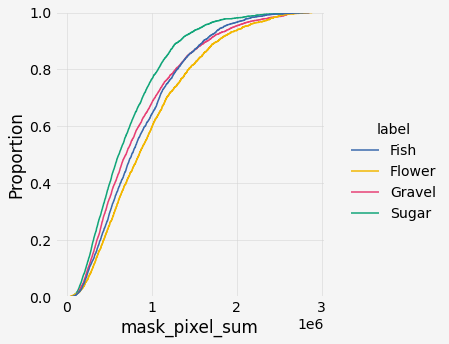 1.0
0.8
0.6
0.4
0.2
0.0
Proportion
0 1 2 3
1e6
mask_pixel_sum
label
Fish
Flower
Gravel
Sugar